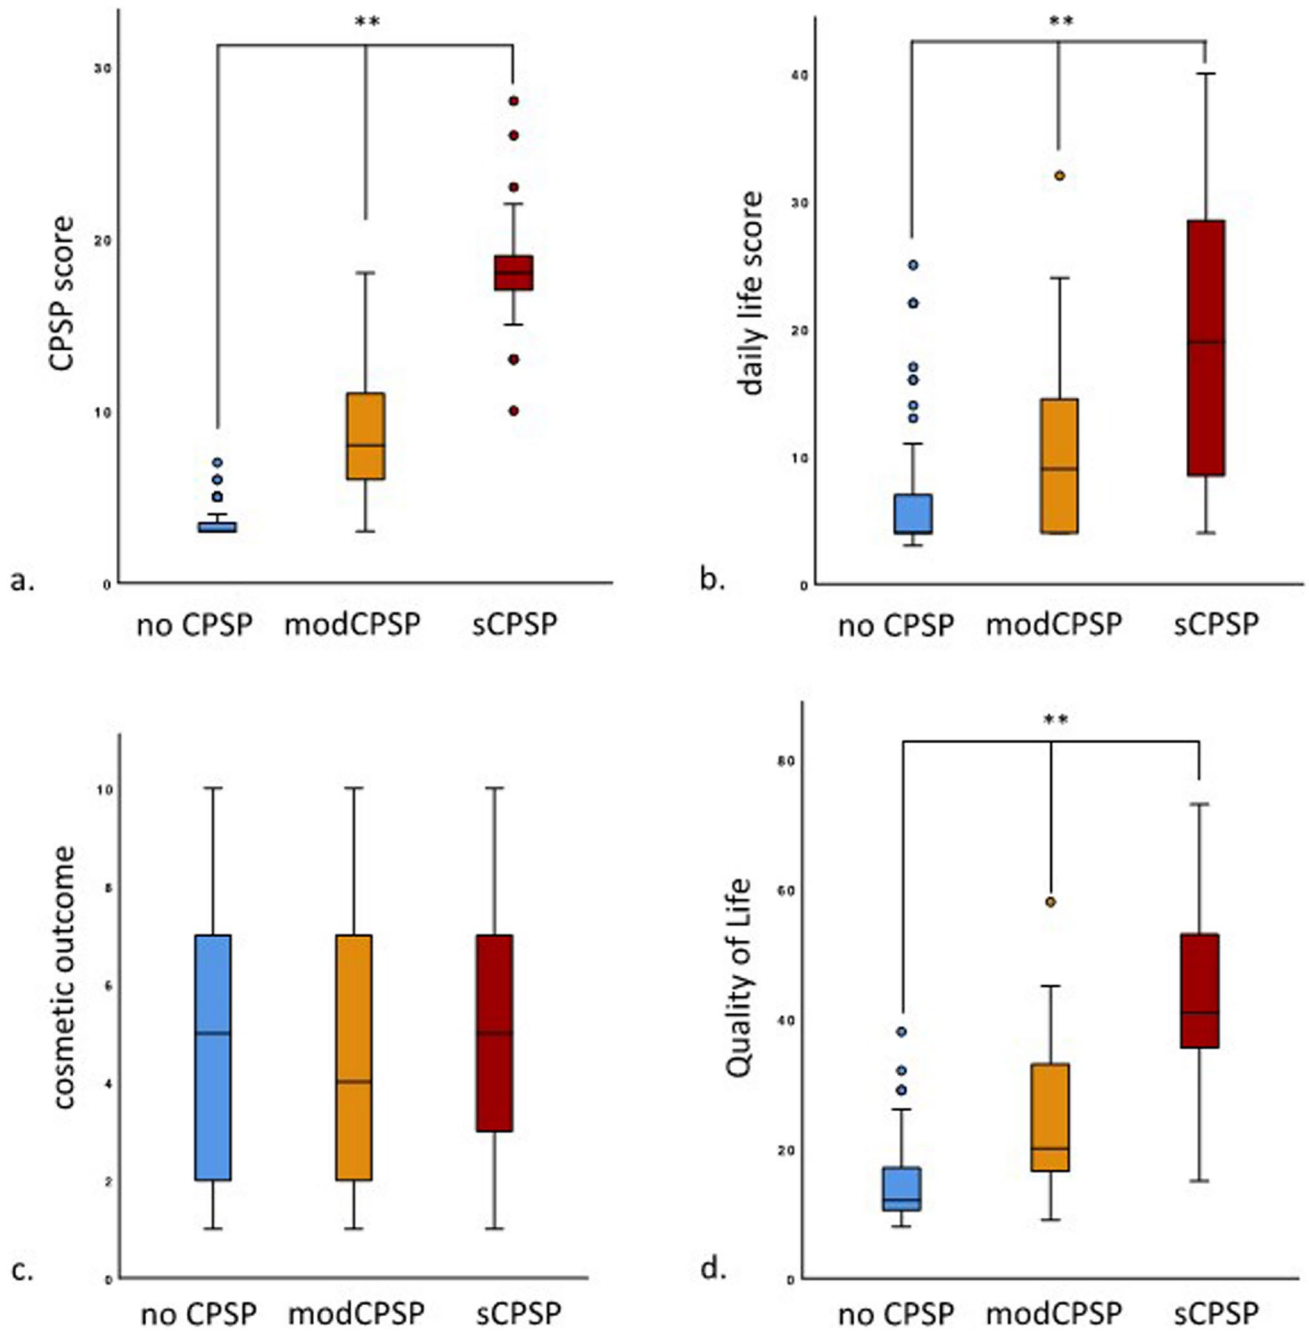 **
30
20
10
0
CPSP score
a.
no CPSP modCPSP sCPSP
**
40
30
20
10
0
daily life score
b.
no CPSP modCPSP sCPSP
10
8
6
4
2
0
cosmetic outcome
c.
no CPSP modCPSP sCPSP
**
80
60
40
20
0
Quality of Life
d.
no CPSP modCPSP sCPSP